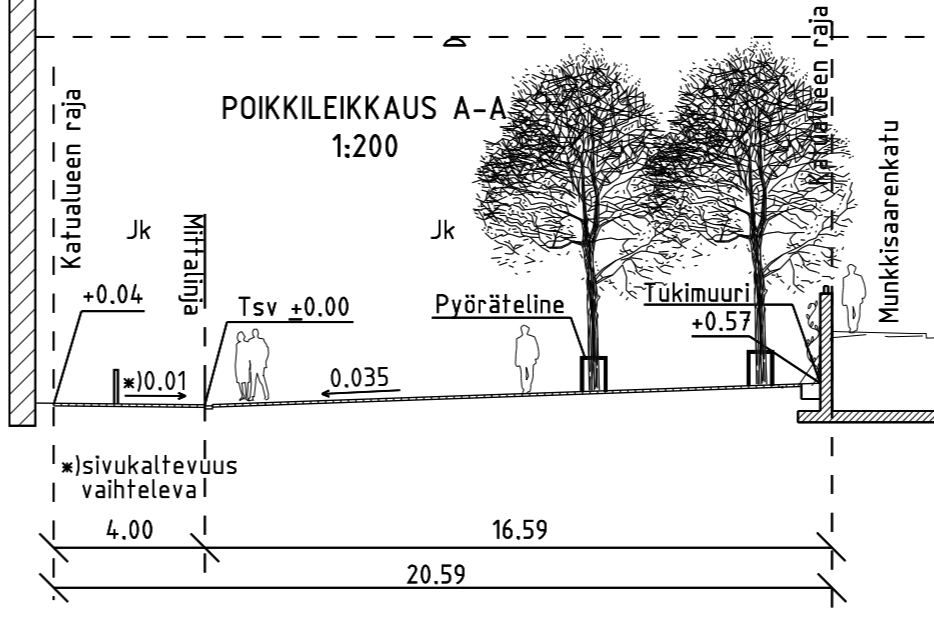 Katualueen raja
POIKKILEIKKAUS A-A
1:200
Katualueen raja
Munkkisaarenkatu
Jk
Mittalinja
Jk
+0.04
Tsv ±0.00
Pyöräteline
Tukimuuri
+0.57
*)0.01
0.035
*)sivukaltevuus
vaihteleva
4.00
16.59
20.59